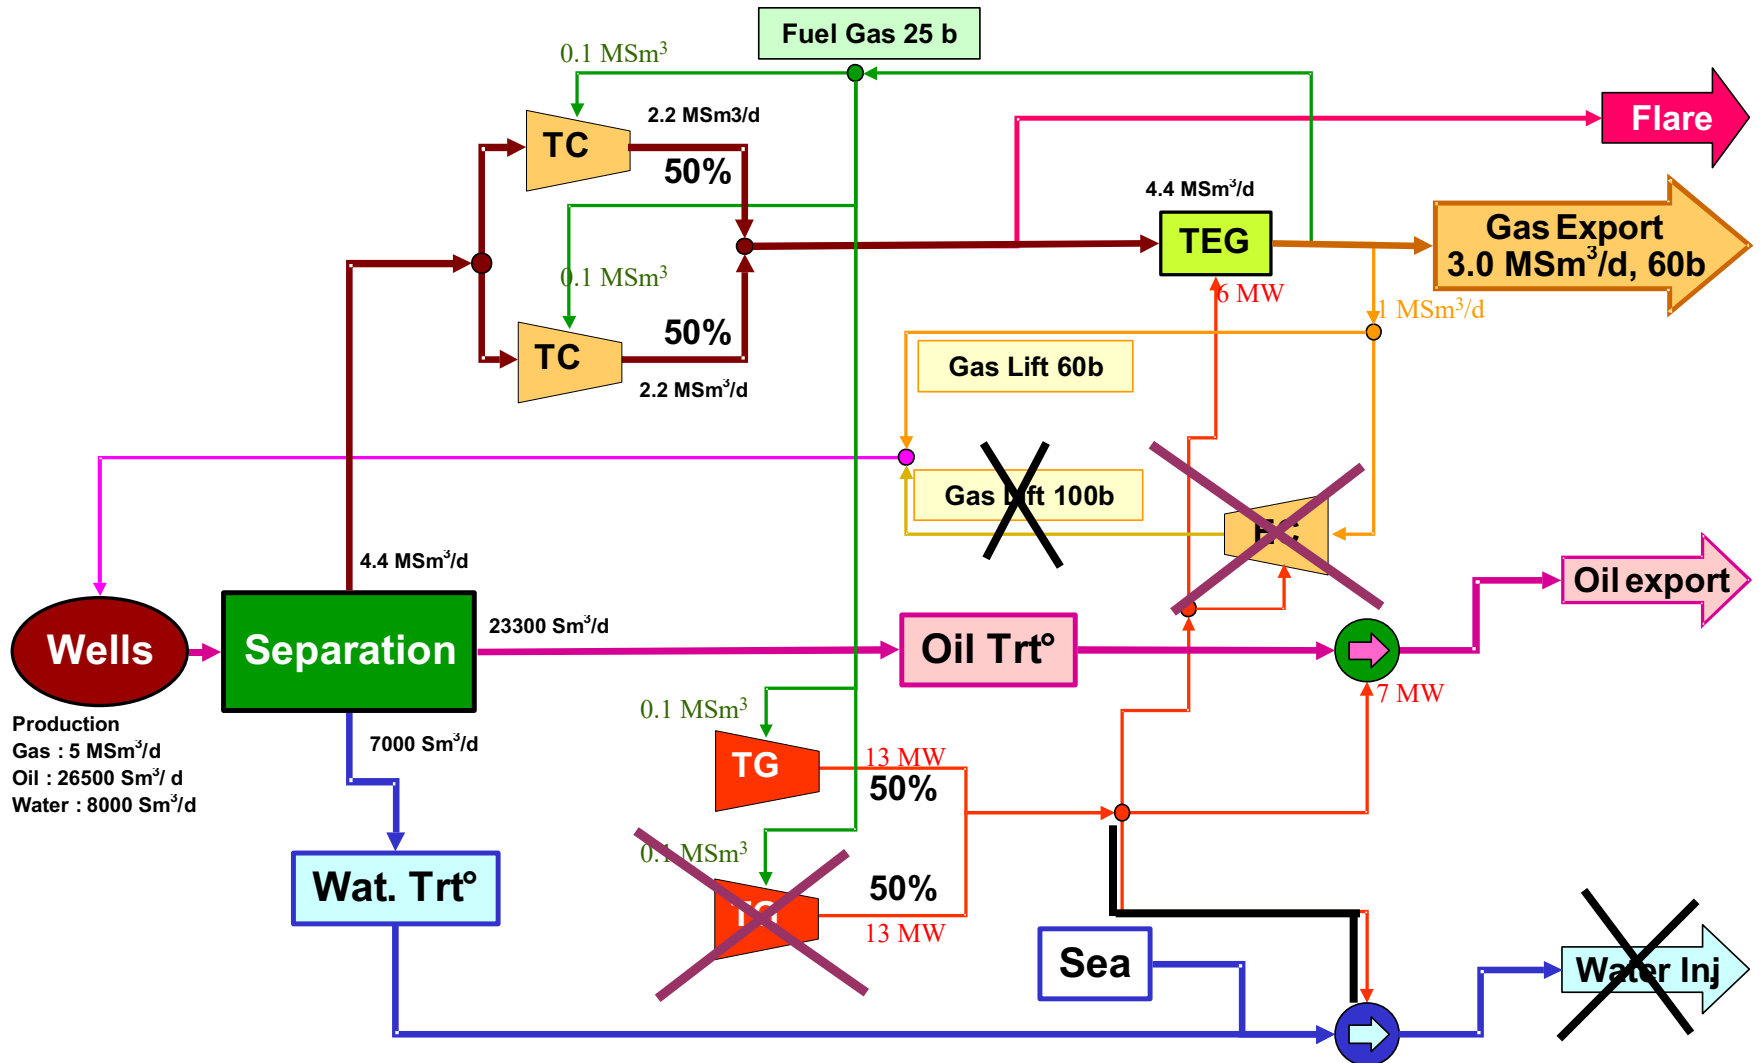 Fuel Gas 25 b
0.1 MSm³
2.2 MSm3/d
TC
50%
Flare
4.4 MSm³/d
TEG
Gas Export
3.0 MSm³/d, 60b
0.1 MSm³
6 MW
1 MSm³/d
50%
TC
2.2 MSm³/d
Gas Lift 60b
Gas Lift 100b
EC
4.4 MSm³/d
Oil export
23300 Sm³/d
Wells
Separation
Oil Trt°
7 MW
Production
Gas : 5 MSm³/d
Oil : 26500 Sm³/ d
Water : 8000 Sm³/d
7000 Sm³/d
0.1 MSm³
TG
13 MW
50%
0.1 MSm³
Wat. Trt°
50%
TG
13 MW
Sea
Water Inj